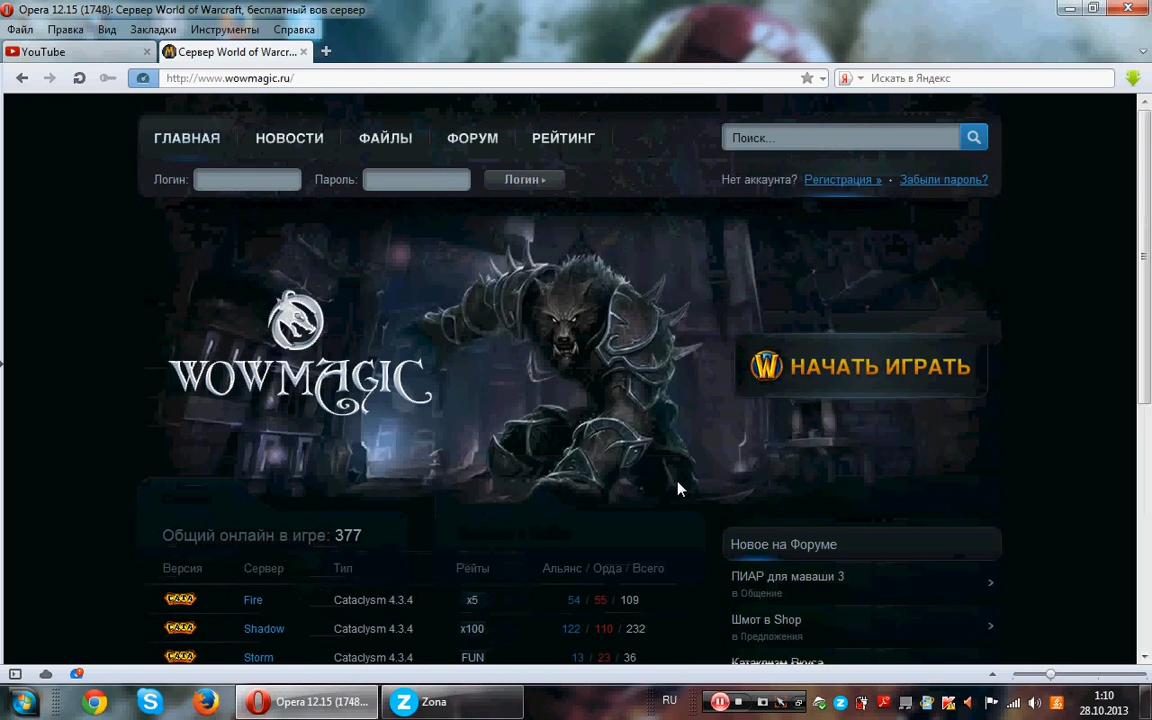 Opera 12.15 (1748): Сервер World of Warcraft, бесплатный вов сервер
Файл Правка Вид Закладки Инструменты Справка
YouTube Сервер World of Warcr...
http://www.wowmagic.ru/ Искать в Яндекс
ГЛАВНАЯ НОВОСТИ ФАЙЛЫ ФОРУМ РЕЙТИНГ Поиск...
Логин: Пароль: Логин Нет аккаунта? Регистрация » · Забыли пароль?
WOWMAGIC
НАЧАТЬ ИГРАТЬ
Общий онлайн в игре: 377
Версия Сервер Тип Рейты Альянс / Орда / Всего
CATA Fire Cataclysm 4.3.4 x5 54 / 55 / 109
CATA Shadow Cataclysm 4.3.4 x100 122 / 110 / 232
CATA Storm Cataclysm 4.3.4 FUN 13 / 23 / 36
Новое на Форуме
ПИАР для маваши 3
в Общение
Шмот в Shop
в Предложения
Opera 12.15 (1748... Zona RU 1:10
28.10.2013